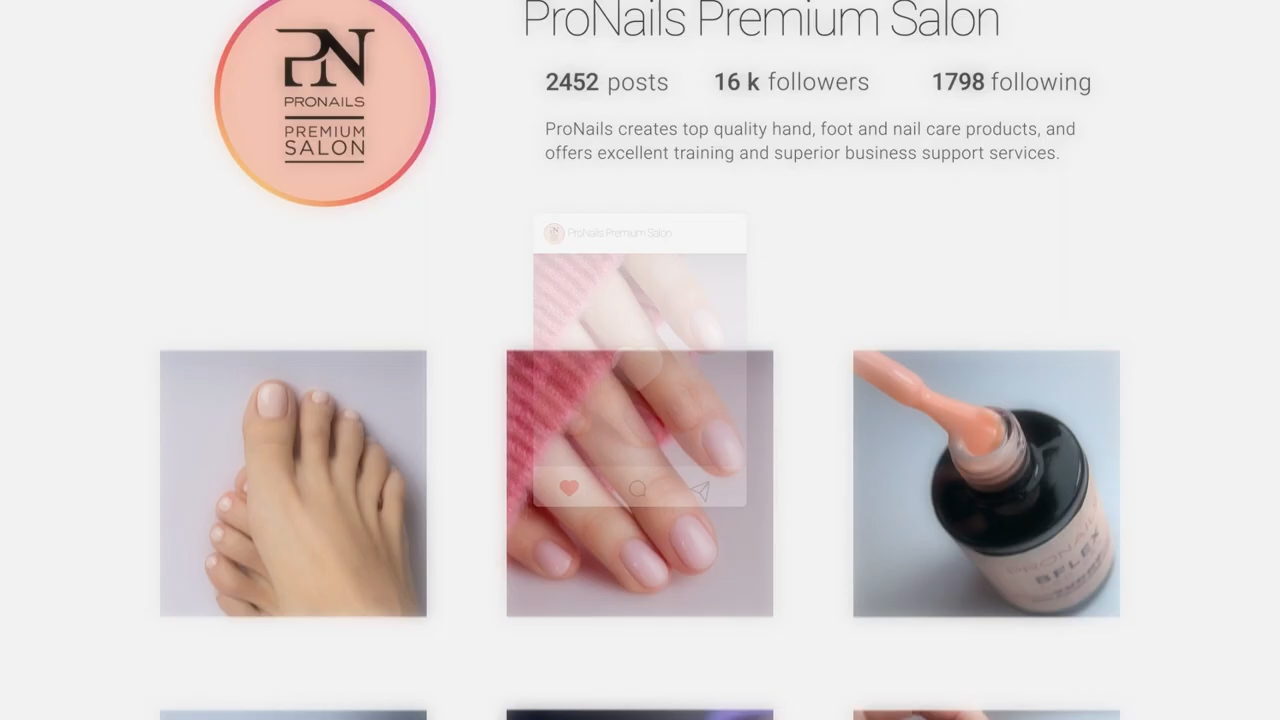 ProNails Premium Salon
PN
PRONAILS
PREMIUM
SALON
2452 posts 16 k followers 1798 following
ProNails creates top quality hand, foot and nail care products, and
offers excellent training and superior business support services.
ProNails Premium Salon
PRONAILS
BFLEX